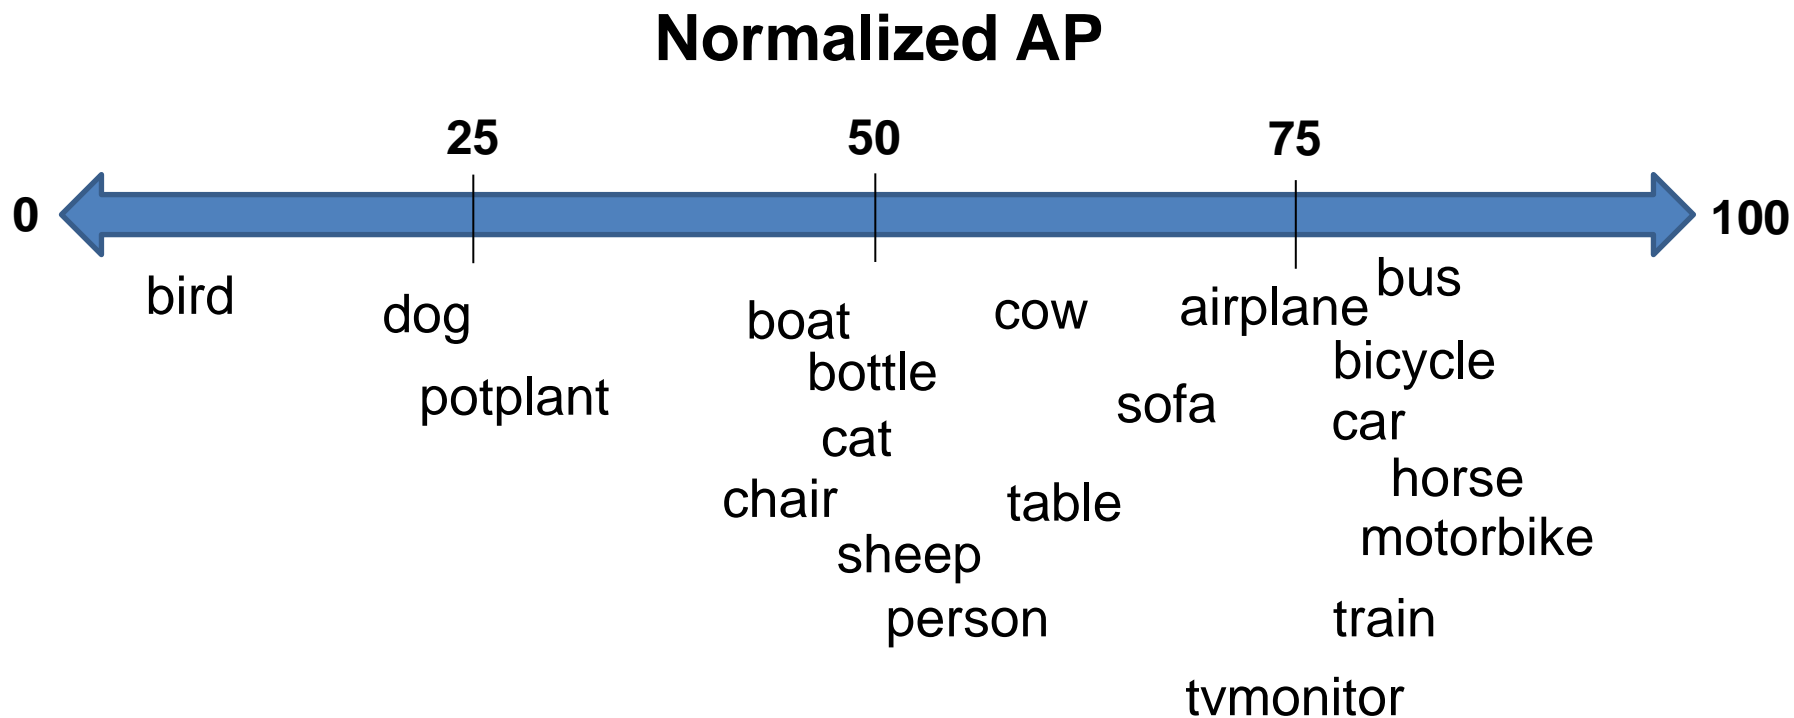 Normalized AP
25 50 75
0 100
bird dog boat cow airplane bus
bottle bicycle
potplant sofa car
cat
chair table horse
sheep motorbike
person train
tvmonitor